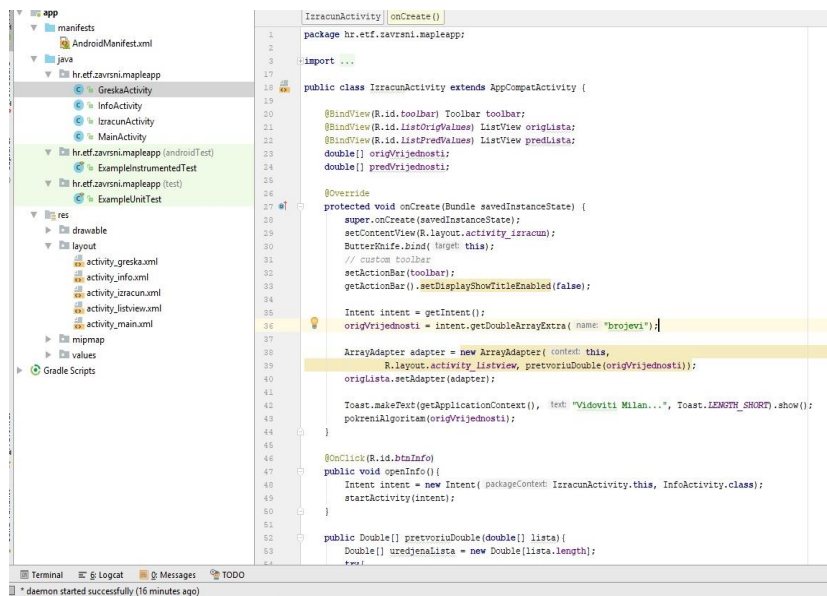 app
manifests
AndroidManifest.xml
java
hr.etf.zavrsni.mapleapp
GreskaActivity
InfoActivity
IzracunActivity
MainActivity
hr.etf.zavrsni.mapleapp (androidTest)
ExampleInstrumentedTest
hr.etf.zavrsni.mapleapp (test)
ExampleUnitTest
res
drawable
layout
activity_greska.xml
activity_info.xml
activity_izracun.xml
activity_listview.xml
activity_main.xml
mipmap
values
Gradle Scripts
IzracunActivity onCreate()
1 package hr.etf.zavrsni.mapleapp;
2
3 import ...
17
18 public class IzracunActivity extends AppCompatActivity {
19
20 @BindView(R.id.toolbar) Toolbar toolbar;
21 @BindView(R.id.listOrigValues) ListView origLista;
22 @BindView(R.id.listPredValues) ListView predLista;
23 double[] origVrijednosti;
24 double[] predVrijednosti;
25
26 @Override
27 protected void onCreate(Bundle savedInstanceState) {
28 super.onCreate(savedInstanceState);
29 setContentView(R.layout.activity_izracun);
30 ButterKnife.bind( target: this);
31 // custom toolbar
32 setActionBar(toolbar);
33 getActionBar().setDisplayShowTitleEnabled(false);
34
35 Intent intent = getIntent();
36 origVrijednosti = intent.getDoubleArrayExtra( name: "brojevi");
37
38 ArrayAdapter adapter = new ArrayAdapter( context: this,
39 R.layout.activity_listview, pretvoriuDouble(origVrijednosti));
40 origLista.setAdapter(adapter);
41
42 Toast.makeText(getApplicationContext(), text: "Vidoviti Milan...", Toast.LENGTH_SHORT).show();
43 pokreniAlgoritam(origVrijednosti);
44 }
45
46 @OnClick(R.id.btnInfo)
47 public void openInfo(){
48 Intent intent = new Intent( packageContext: IzracunActivity.this, InfoActivity.class);
49 startActivity(intent);
50 }
51
52 public Double[] pretvoriuDouble(double[] lista){
53 Double[] uredjenaLista = new Double[lista.length];
54 try{
Terminal 6: Logcat 0: Messages TODO
* daemon started successfully (16 minutes ago)